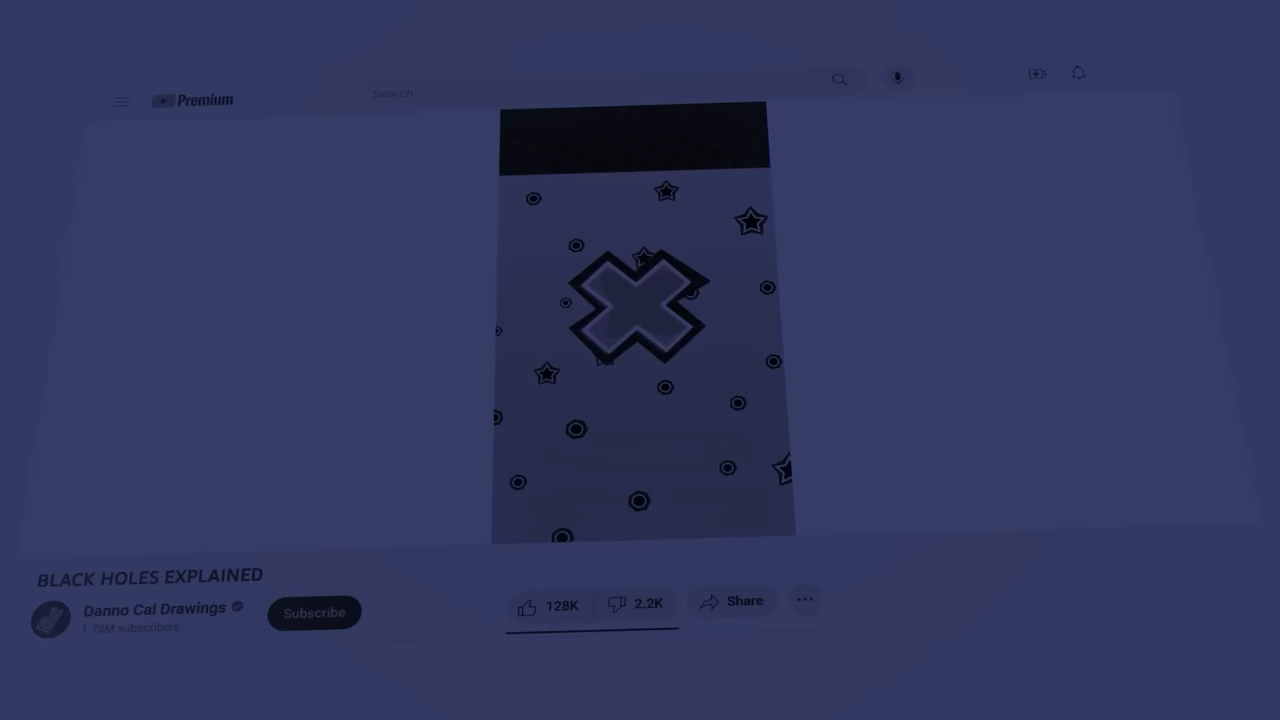 Premium
Search
BLACK HOLES EXPLAINED
Danno Cal Drawings
1.78M subscribers
Subscribe
128K
2.2K
Share